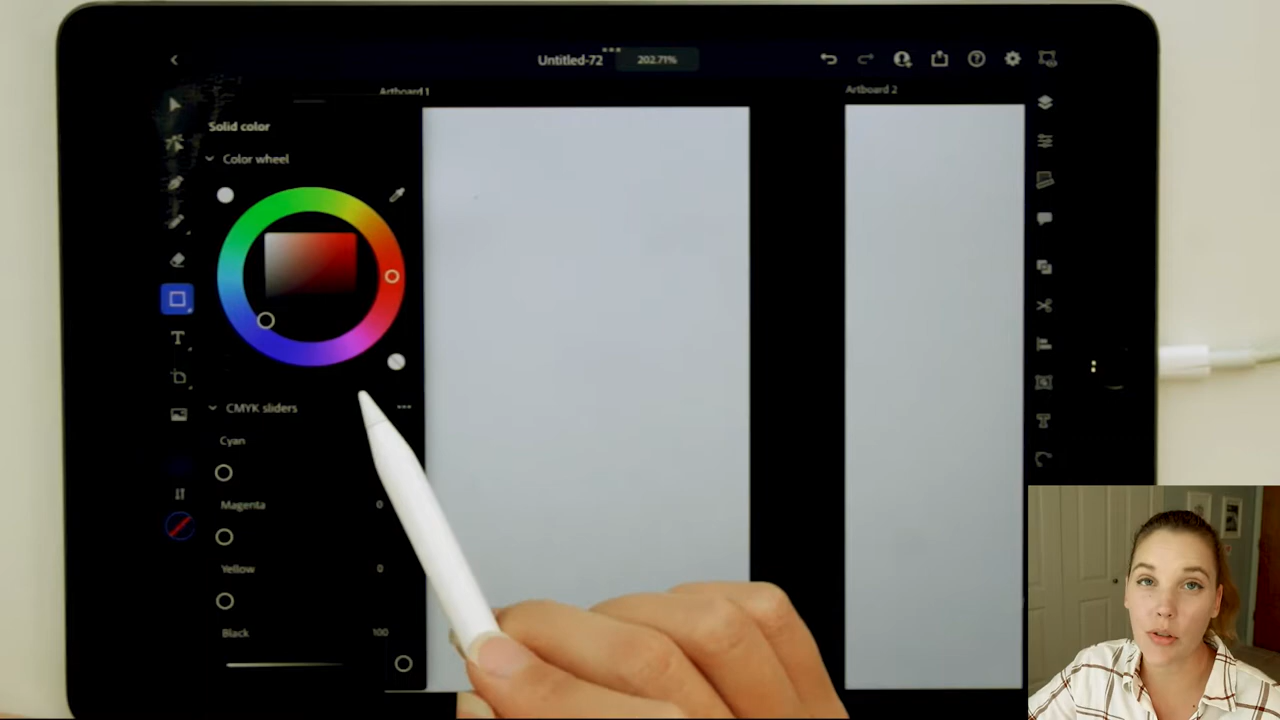 Untitled-72 202.71%
Artboard 1
Artboard 2
Solid color
Color wheel
CMYK sliders
Cyan
Magenta 0
Yellow 0
Black 100